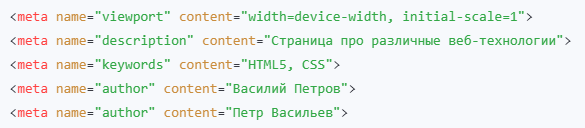 <meta name="viewport" content="width=device-width, initial-scale=1">
<meta name="description" content="Страница про различные веб-технологии">
<meta name="keywords" content="HTML5, CSS">
<meta name="author" content="Василий Петров">
<meta name="author" content="Петр Васильев">